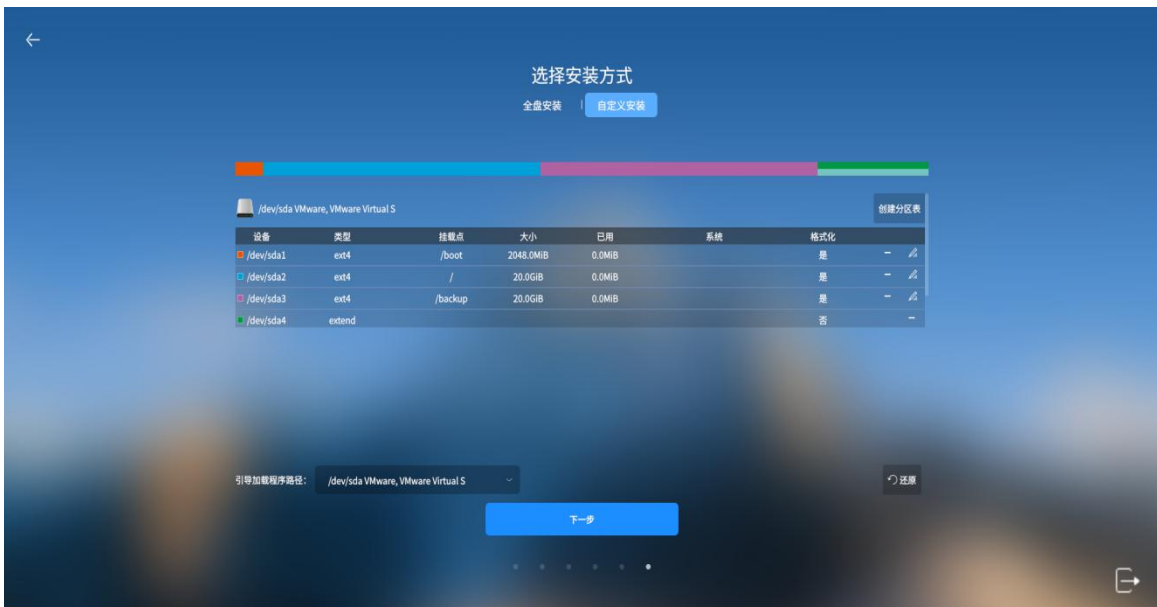 选择安装方式
全盘安装 | 自定义安装
/dev/sda VMware, VMware Virtual S 创建分区表
设备 类型 挂载点 大小 已用 系统 格式化
/dev/sda1 ext4 /boot 2048.0MiB 0.0MiB 是
/dev/sda2 ext4 / 20.0GiB 0.0MiB 是
/dev/sda3 ext4 /backup 20.0GiB 0.0MiB 是
/dev/sda4 extend 否
引导加载程序路径： /dev/sda VMware, VMware Virtual S 还原
下一步